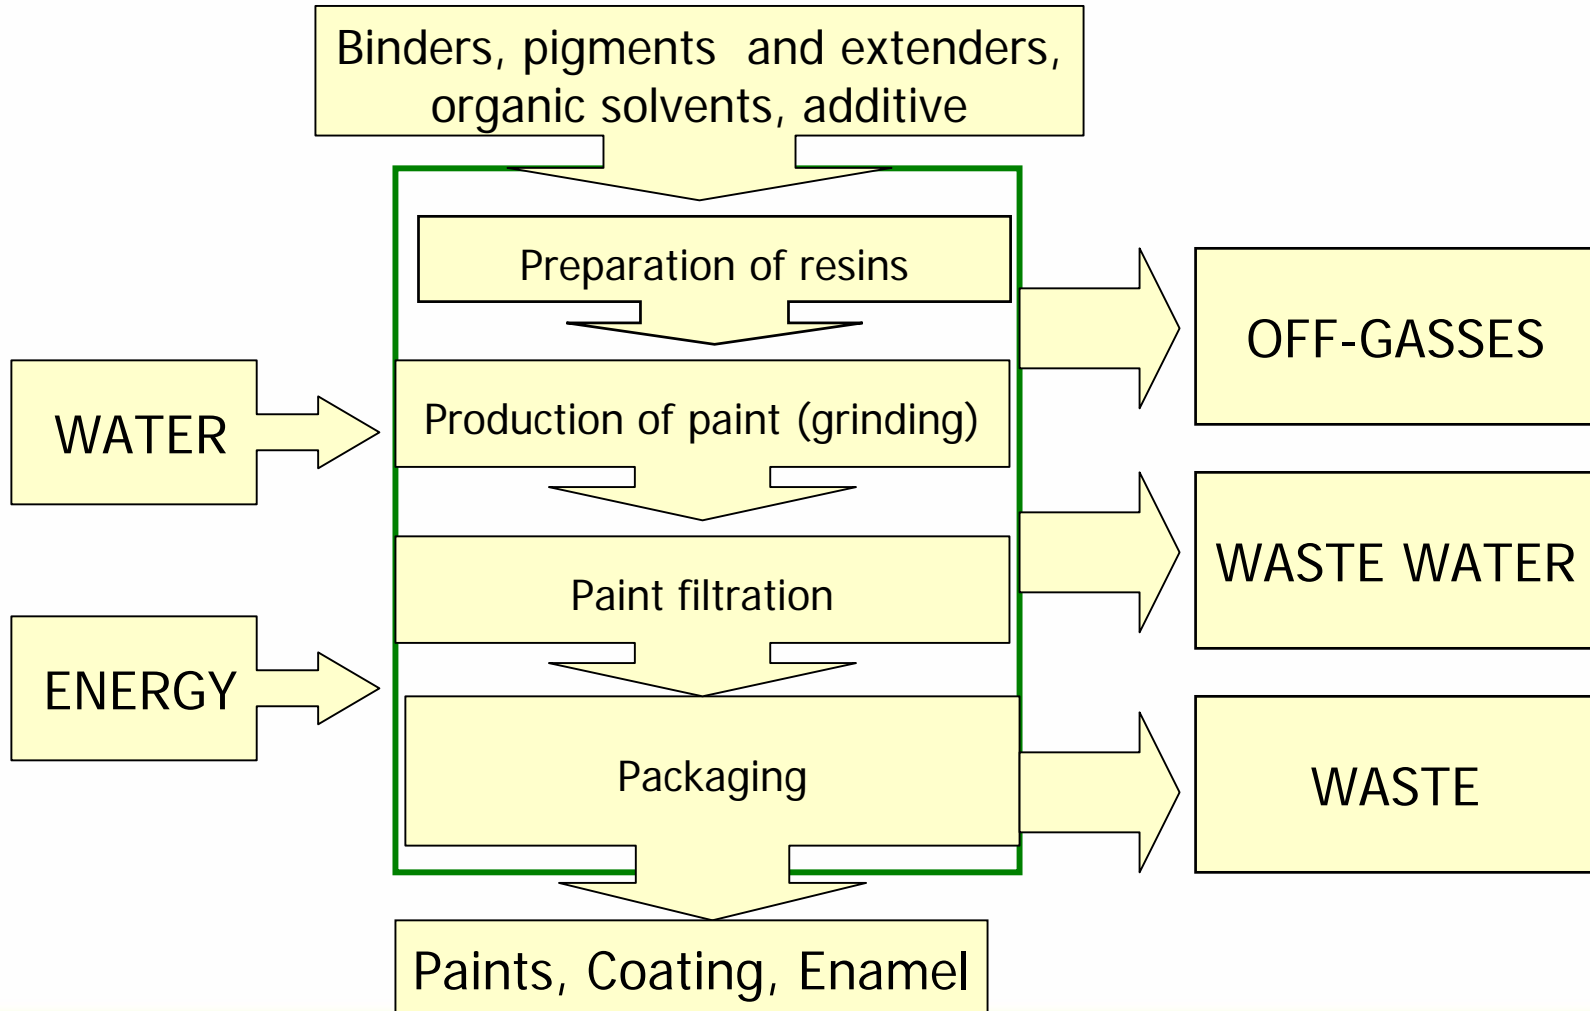 Binders, pigments and extenders,
organic solvents, additive
Preparation of resins
OFF-GASSES
WATER
Production of paint (grinding)
WASTE WATER
Paint filtration
ENERGY
Packaging
WASTE
Paints, Coating, Enamel